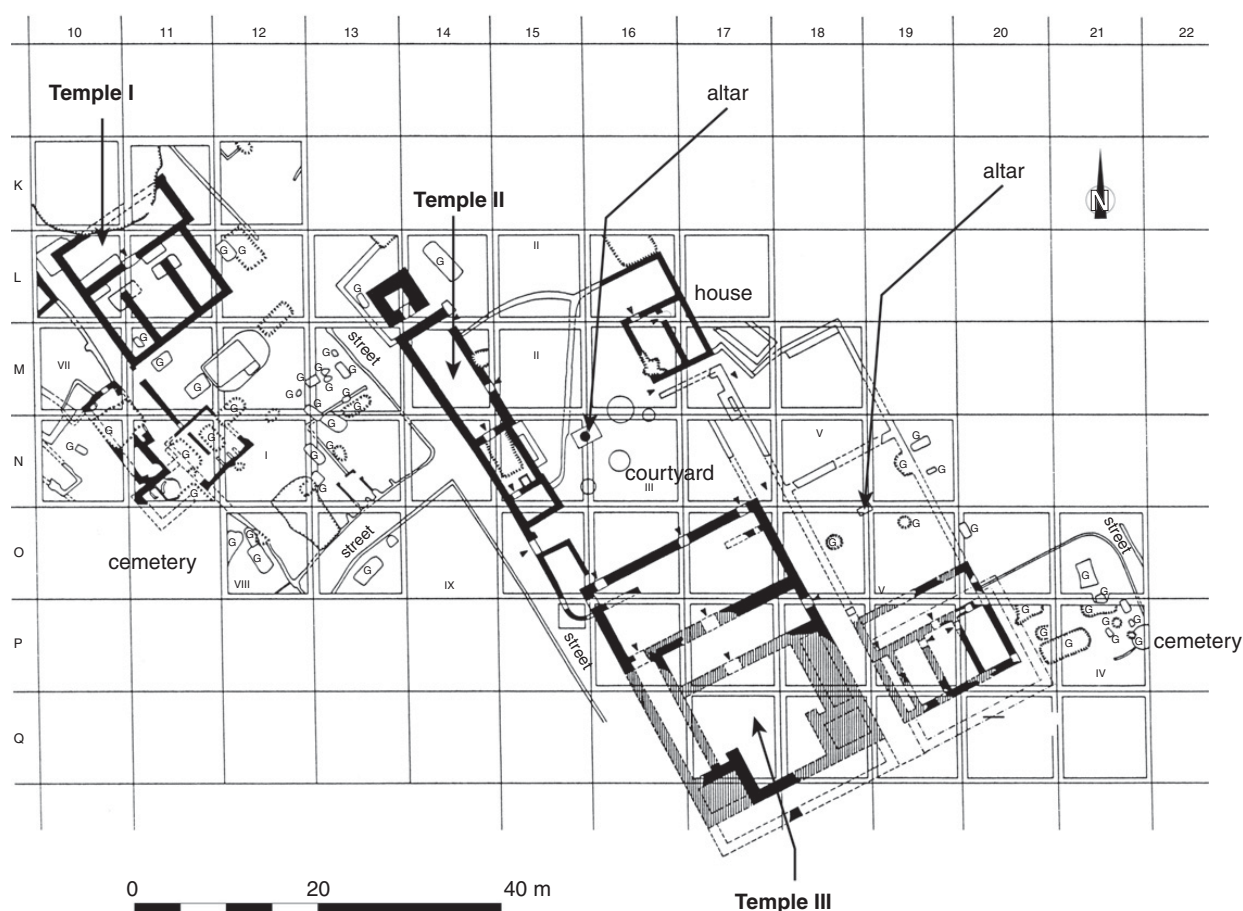 10 11 12 13 14 15 16 17 18 19 20 21 22
Temple I
altar
altar
K
N
Temple II
G G
G
II
L
G
G
house
street
II
M
VII
G
G
G
G
G
G
G
G
G
G
G
G
G
V
N
G
G
G
G
G
I
G
G
G
G
G
G
courtyard
III
O
cemetery
G
G
G
VIII
street
G
IX
G
G
G
V
street
G
G
P
street
G
G
G
G
G
G
G
G
cemetery
IV
Q
0 20 40 m
Temple III